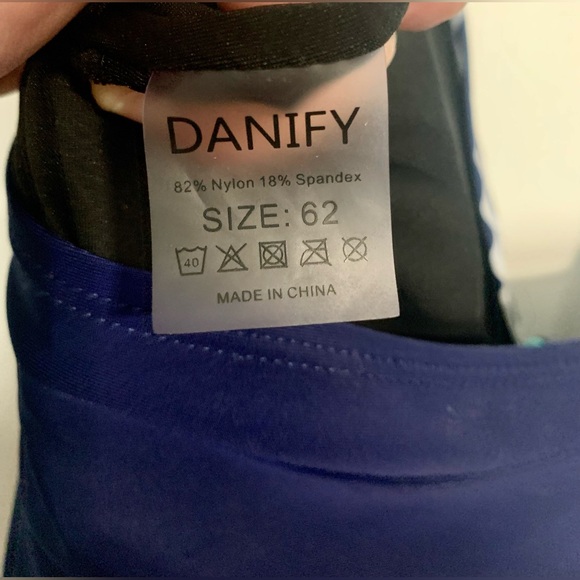 DANIFY
82% Nylon 18% Spandex
SIZE: 62
40
MADE IN CHINA